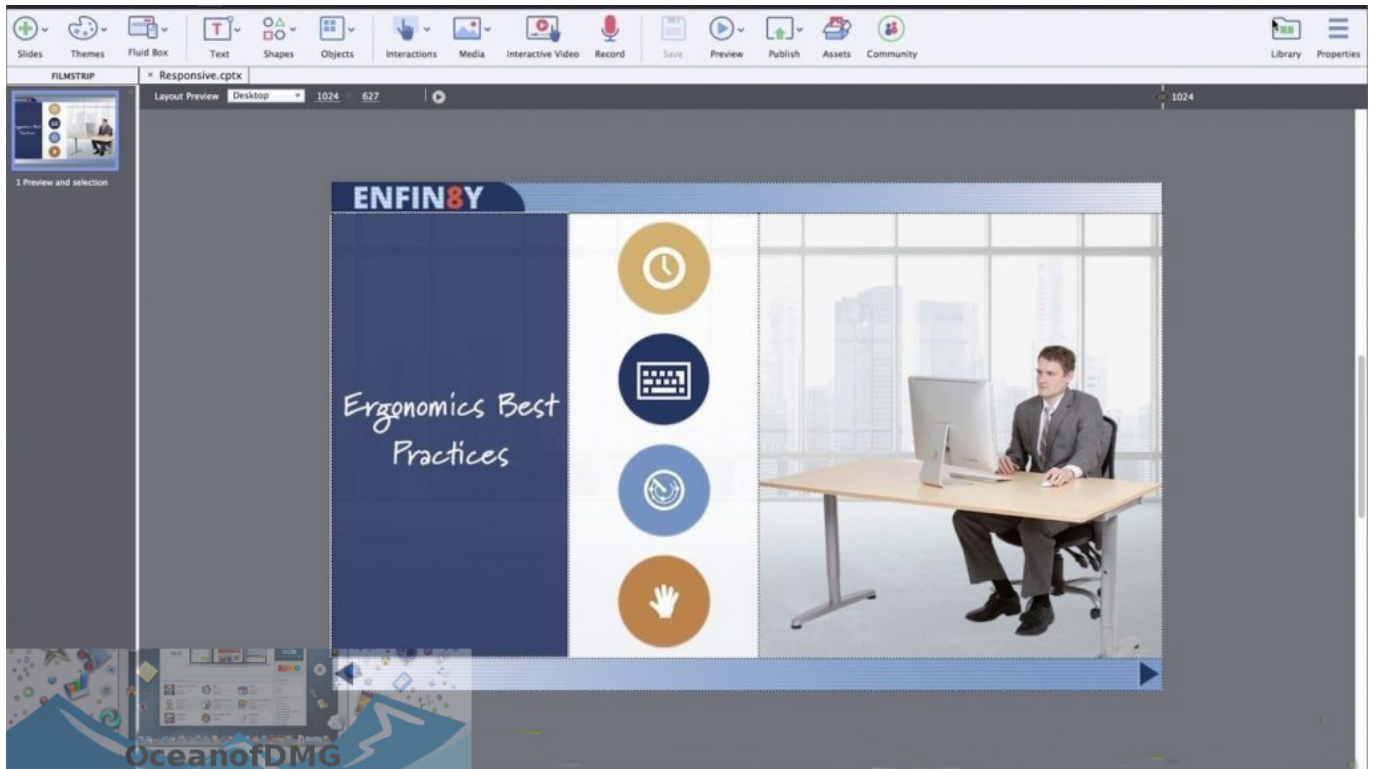 Slides
Themes
Fluid Box
Text
Shapes
Objects
Interactions
Media
Interactive Video
Record
Save
Preview
Publish
Assets
Community
Library
Properties
FILMSTRIP
× Responsive.cptx
Layout Preview Desktop 1024 × 627
1024
1 Preview and selection
ENFIN8Y
Ergonomics Best
Practices
OceanofDMG